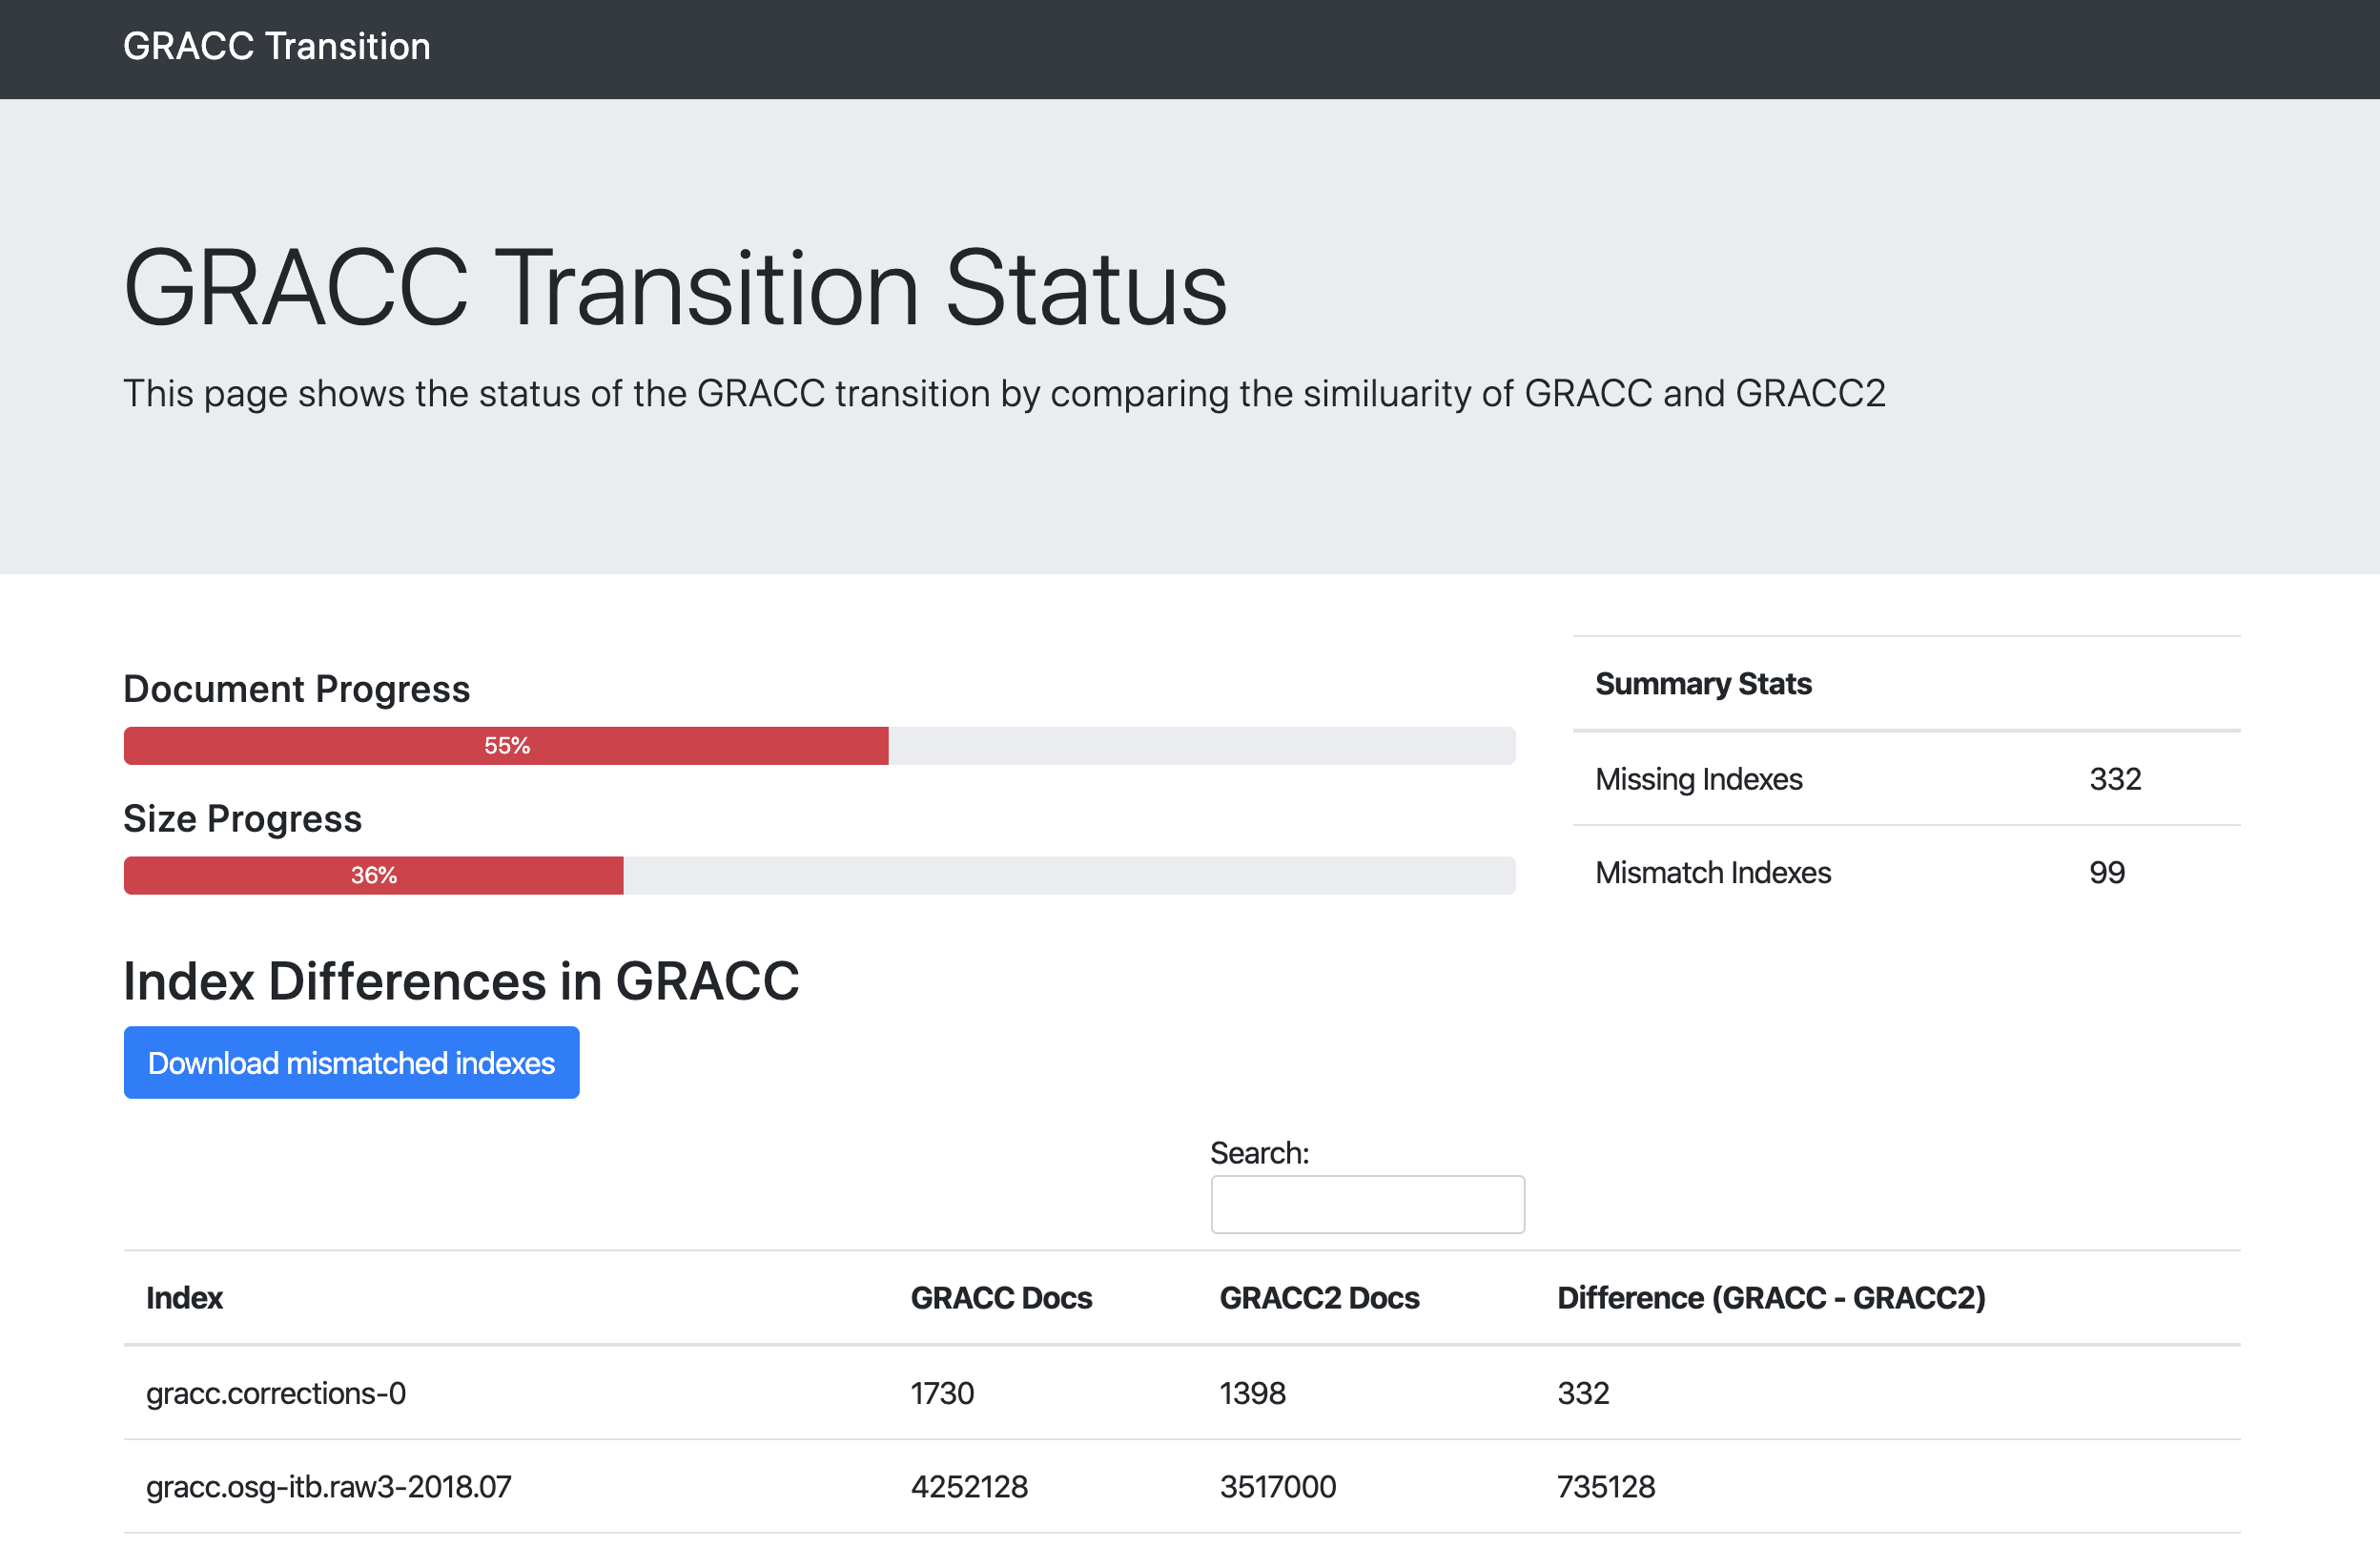 GRACC Transition
GRACC Transition Status
This page shows the status of the GRACC transition by comparing the similuarity of GRACC and GRACC2
Document Progress
55%
Size Progress
36%
Summary Stats
Missing Indexes 332
Mismatch Indexes 99
Index Differences in GRACC
Download mismatched indexes
Search:
Index GRACC Docs GRACC2 Docs Difference (GRACC - GRACC2)
gracc.corrections-0 1730 1398 332
gracc.osg-itb.raw3-2018.07 4252128 3517000 735128